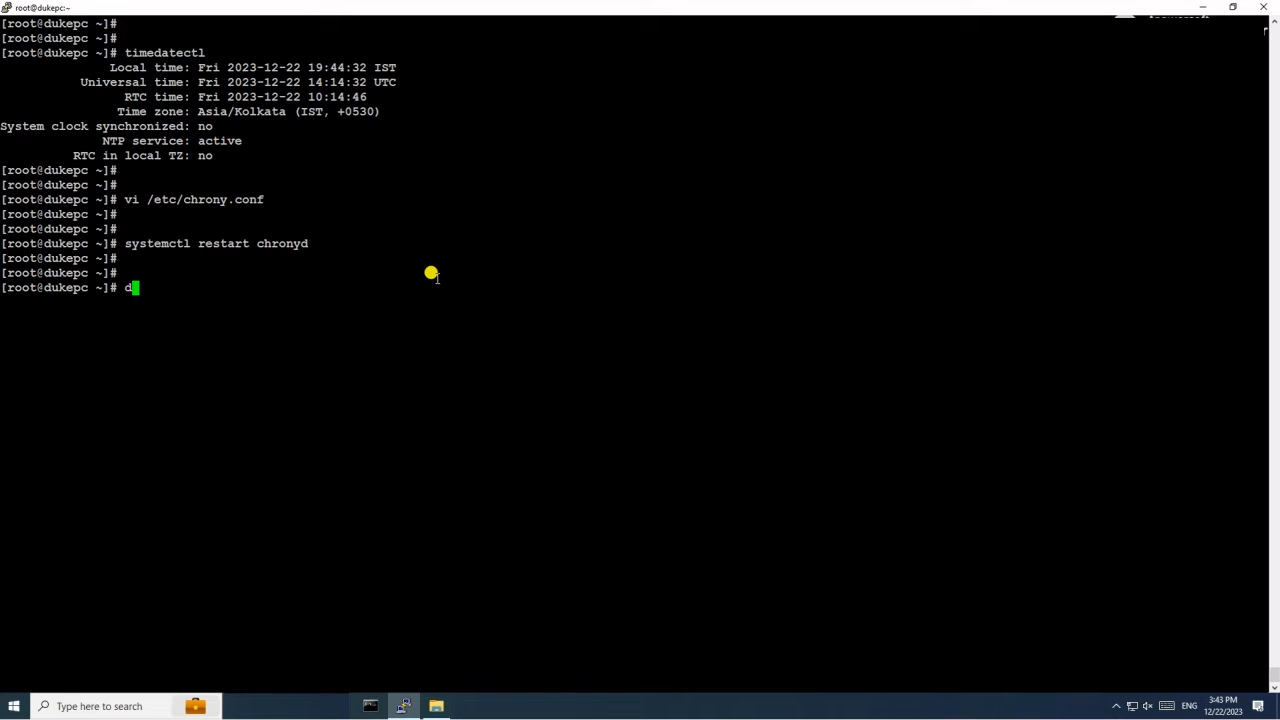 root@dukepc:~
[root@dukepc ~]#
[root@dukepc ~]#
[root@dukepc ~]# timedatectl
Local time: Fri 2023-12-22 19:44:32 IST
Universal time: Fri 2023-12-22 14:14:32 UTC
RTC time: Fri 2023-12-22 10:14:46
Time zone: Asia/Kolkata (IST, +0530)
System clock synchronized: no
NTP service: active
RTC in local TZ: no
[root@dukepc ~]#
[root@dukepc ~]#
[root@dukepc ~]# vi /etc/chrony.conf
[root@dukepc ~]#
[root@dukepc ~]#
[root@dukepc ~]# systemctl restart chronyd
[root@dukepc ~]#
[root@dukepc ~]#
[root@dukepc ~]# d
Type here to search
ENG
3:43 PM
12/22/2023